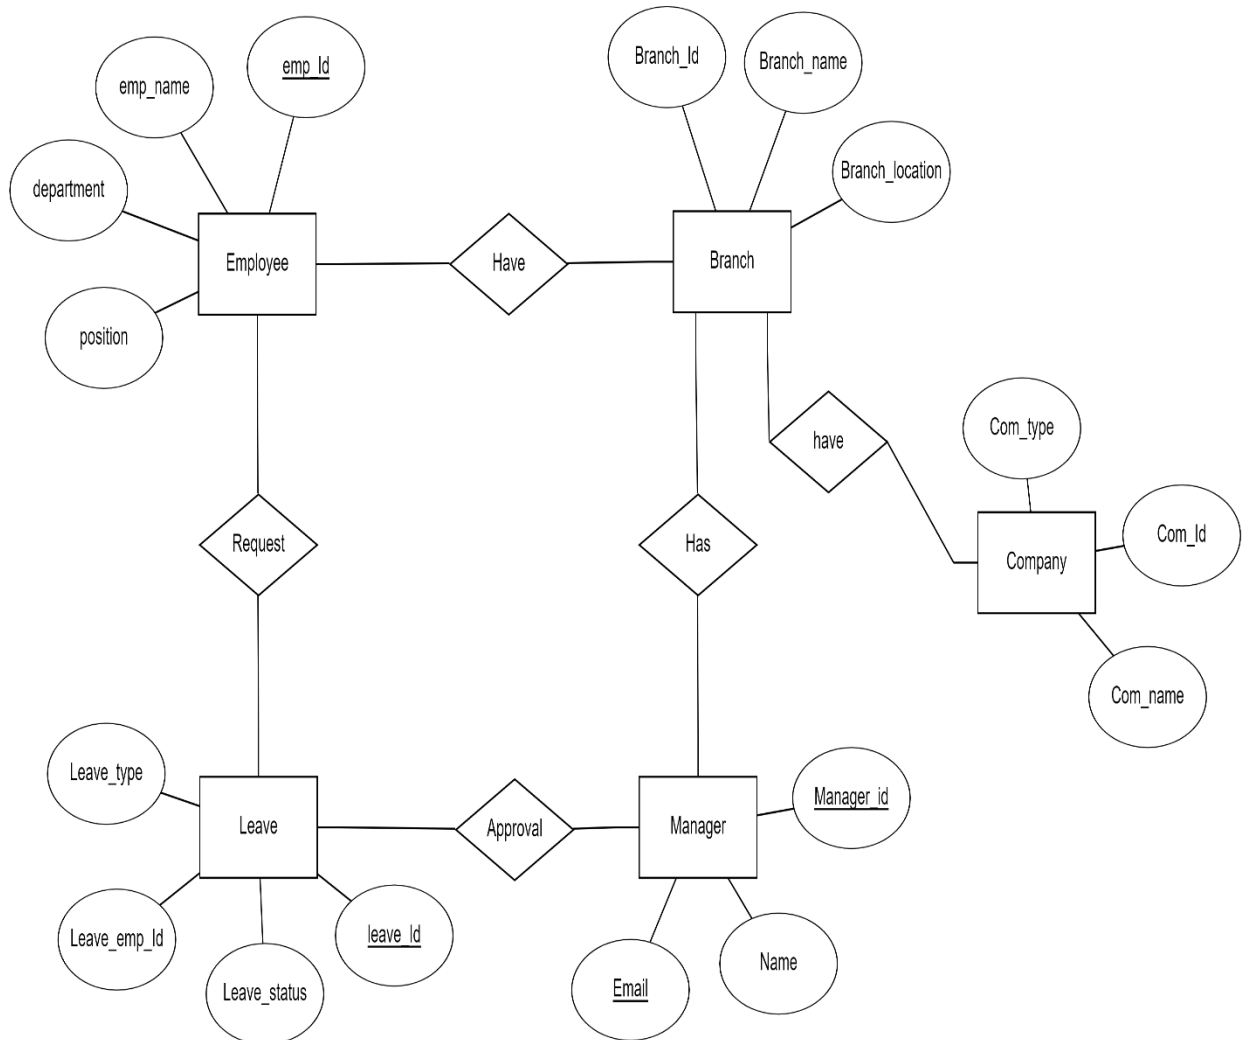 emp_Id
Branch_Id
Branch_name
emp_name
Branch_location
department
Employee
Have
Branch
position
Com_type
have
Com_Id
Request
Has
Company
Com_name
Leave_type
Manager_id
Leave
Approval
Manager
Leave_emp_Id
leave_Id
Name
Leave_status
Email